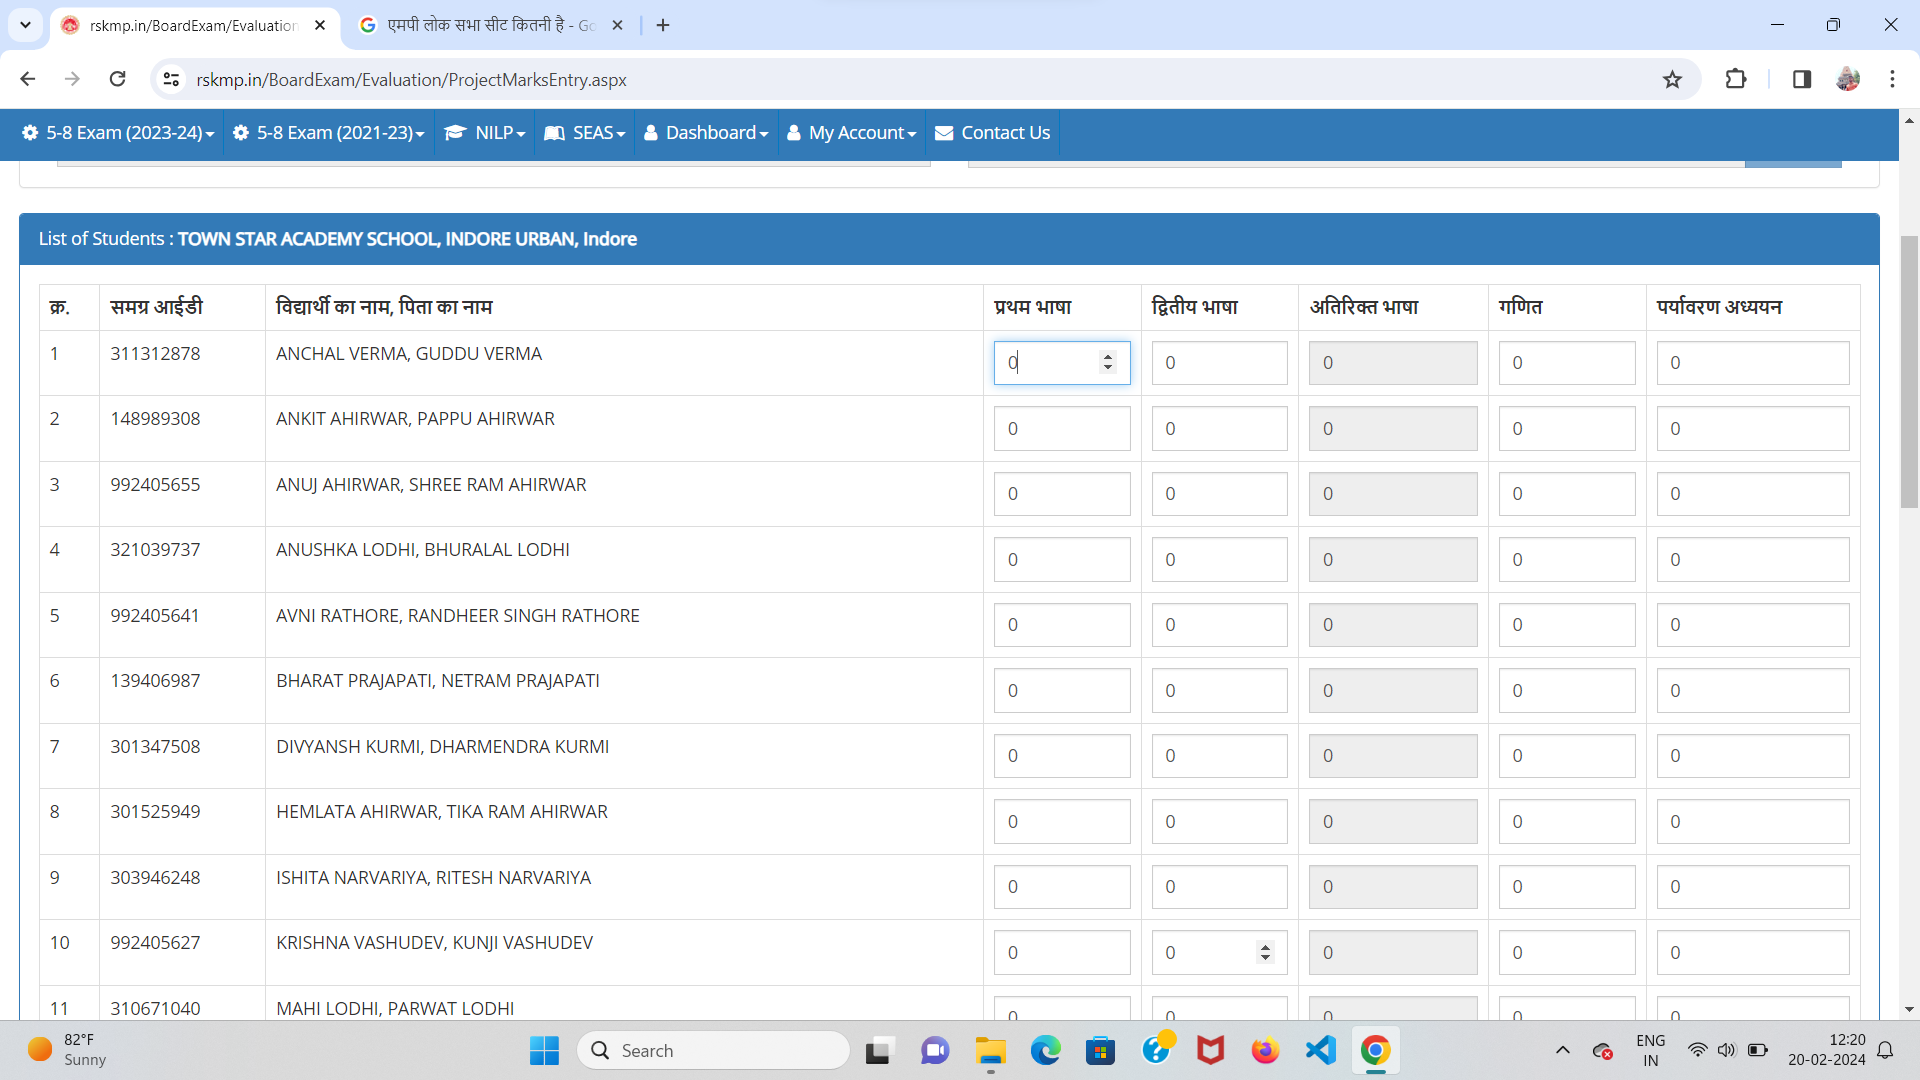 rskmp.in/BoardExam/Evaluation
एमपी लोक सभा सीट कितनी है - Go
rskmp.in/BoardExam/Evaluation/ProjectMarksEntry.aspx
5-8 Exam (2023-24) 5-8 Exam (2021-23) NILP SEAS Dashboard My Account Contact Us
List of Students : TOWN STAR ACADEMY SCHOOL, INDORE URBAN, Indore
क्र. समग्र आईडी विद्यार्थी का नाम, पिता का नाम प्रथम भाषा द्वितीय भाषा अतिरिक्त भाषा गणित पर्यावरण अध्ययन
1 311312878 ANCHAL VERMA, GUDDU VERMA 0 0 0 0 0
2 148989308 ANKIT AHIRWAR, PAPPU AHIRWAR 0 0 0 0 0
3 992405655 ANUJ AHIRWAR, SHREE RAM AHIRWAR 0 0 0 0 0
4 321039737 ANUSHKA LODHI, BHURALAL LODHI 0 0 0 0 0
5 992405641 AVNI RATHORE, RANDHEER SINGH RATHORE 0 0 0 0 0
6 139406987 BHARAT PRAJAPATI, NETRAM PRAJAPATI 0 0 0 0 0
7 301347508 DIVYANSH KURMI, DHARMENDRA KURMI 0 0 0 0 0
8 301525949 HEMLATA AHIRWAR, TIKA RAM AHIRWAR 0 0 0 0 0
9 303946248 ISHITA NARVARIYA, RITESH NARVARIYA 0 0 0 0 0
10 992405627 KRISHNA VASHUDEV, KUNJI VASHUDEV 0 0 0 0 0
11 310671040 MAHI LODHI, PARWAT LODHI 0 0 0 0 0
82°F
Sunny
Search
ENG
IN
12:20
20-02-2024